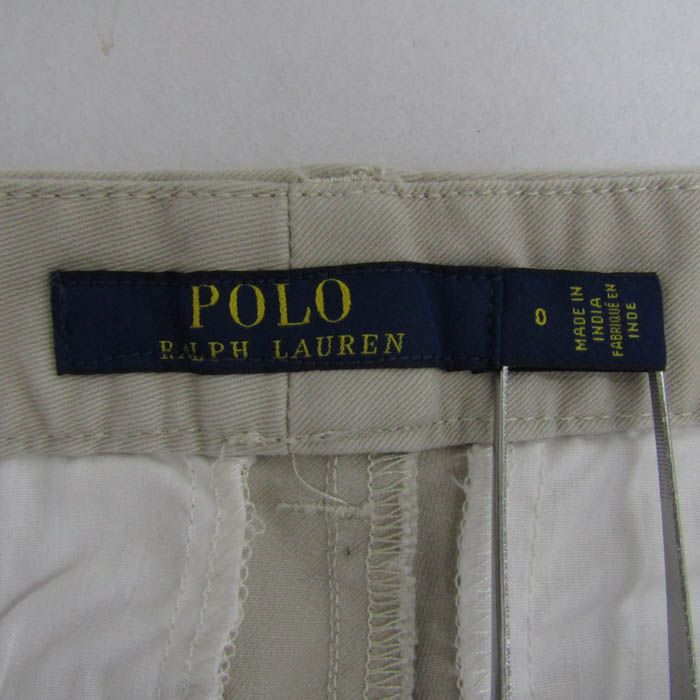 POLO
RALPH LAUREN
0
MADE IN
INDIA
FABRIQUÉ EN
INDE